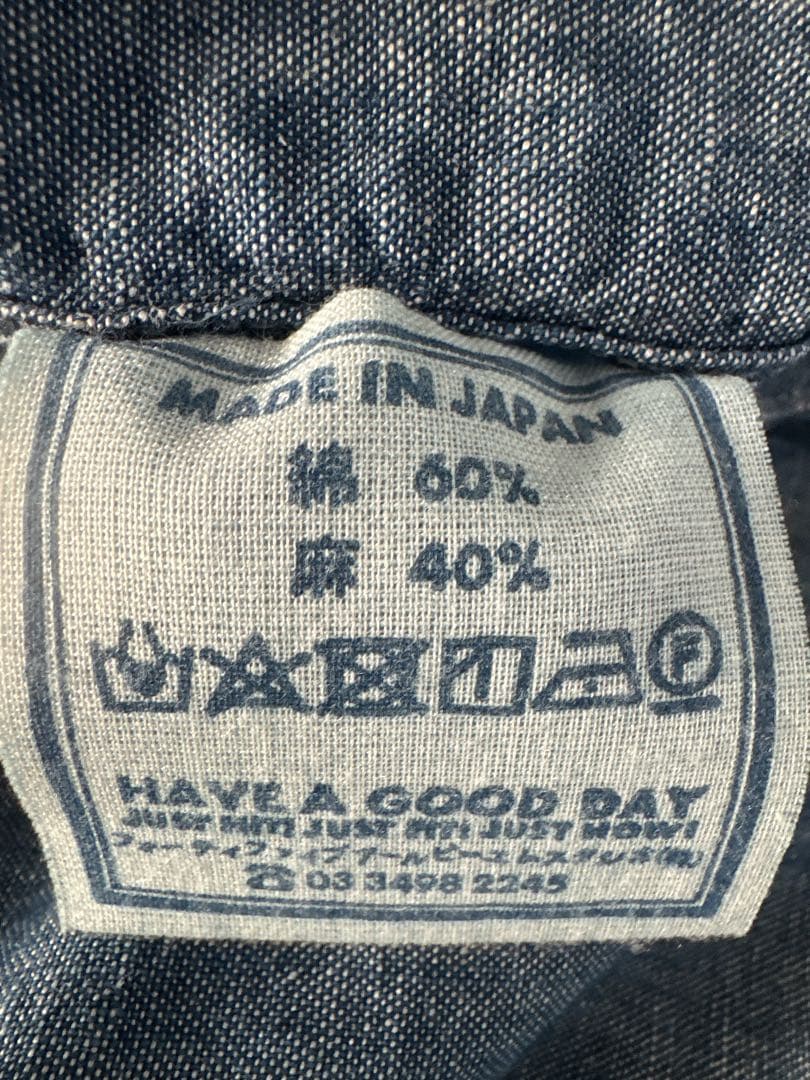 MADE IN JAPAN
綿 60%
麻 40%
F
HAVE A GOOD DAY
JUST HIT! JUST FIT! JUST NOW!
フォーティファイブアールピーエムスタジオ(株)
☎ 03 3498 2245